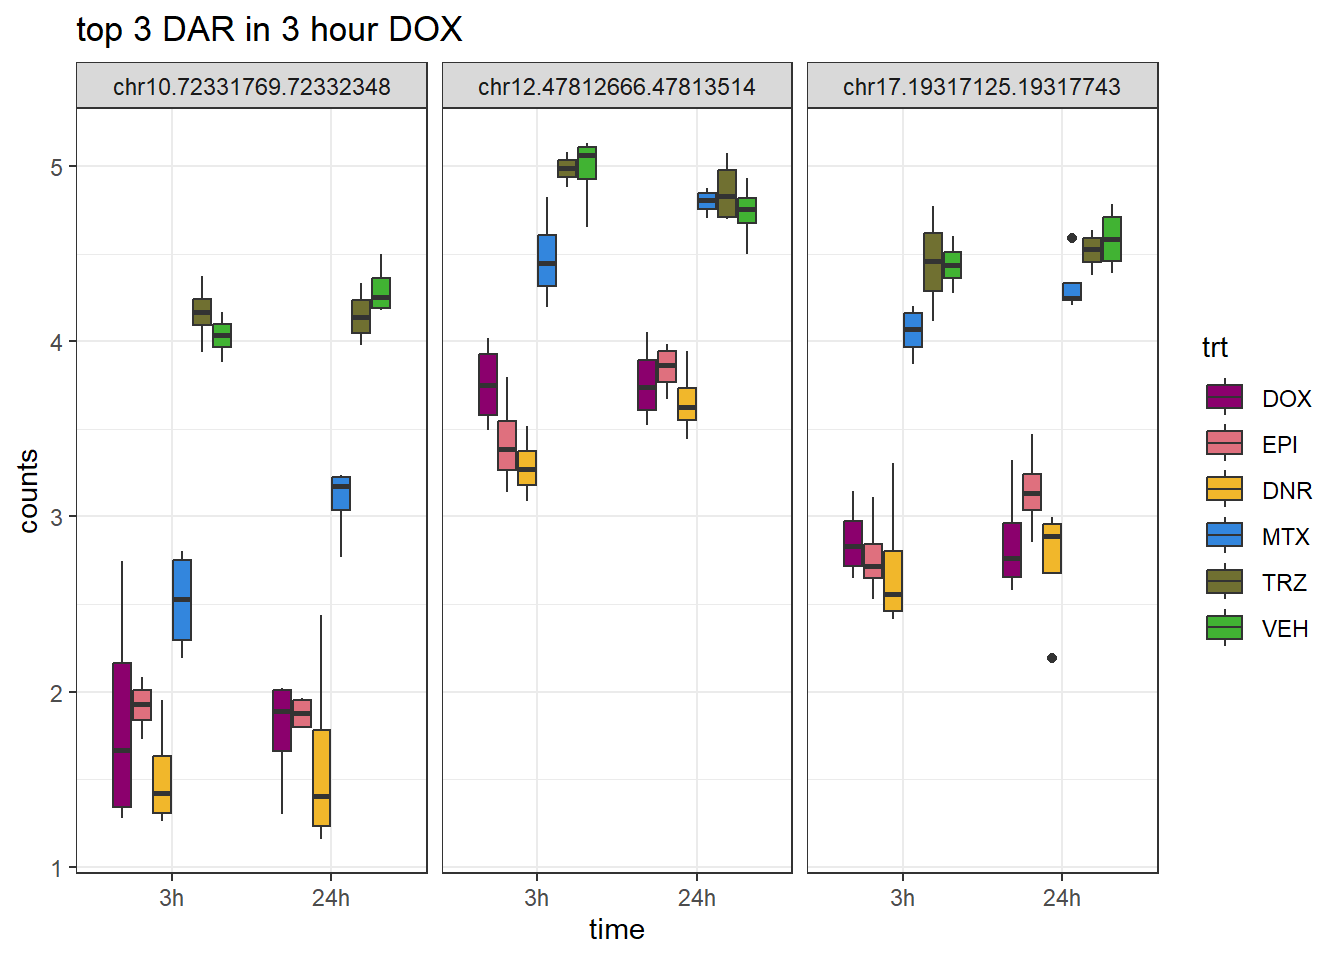 top 3 DAR in 3 hour DOX
chr10.72331769.72332348
chr12.47812666.47813514
chr17.19317125.19317743
counts
5
4
3
2
1
3h
24h
3h
24h
3h
24h
time
trt
DOX
EPI
DNR
MTX
TRZ
VEH